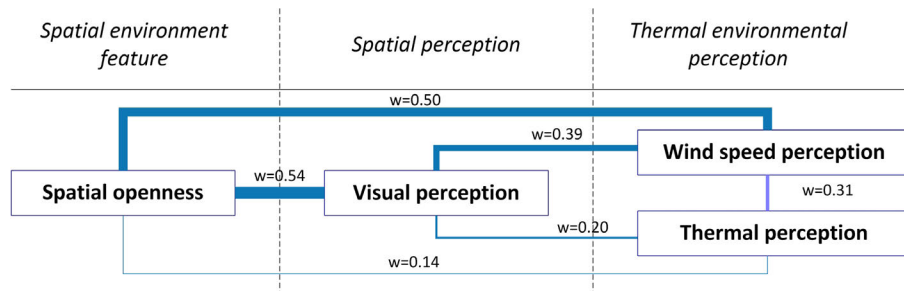 Spatial environment
feature
Spatial perception
Thermal environmental
perception
w=0.50
w=0.39
Wind speed perception
Spatial openness
w=0.54
Visual perception
w=0.31
w=0.20
Thermal perception
w=0.14